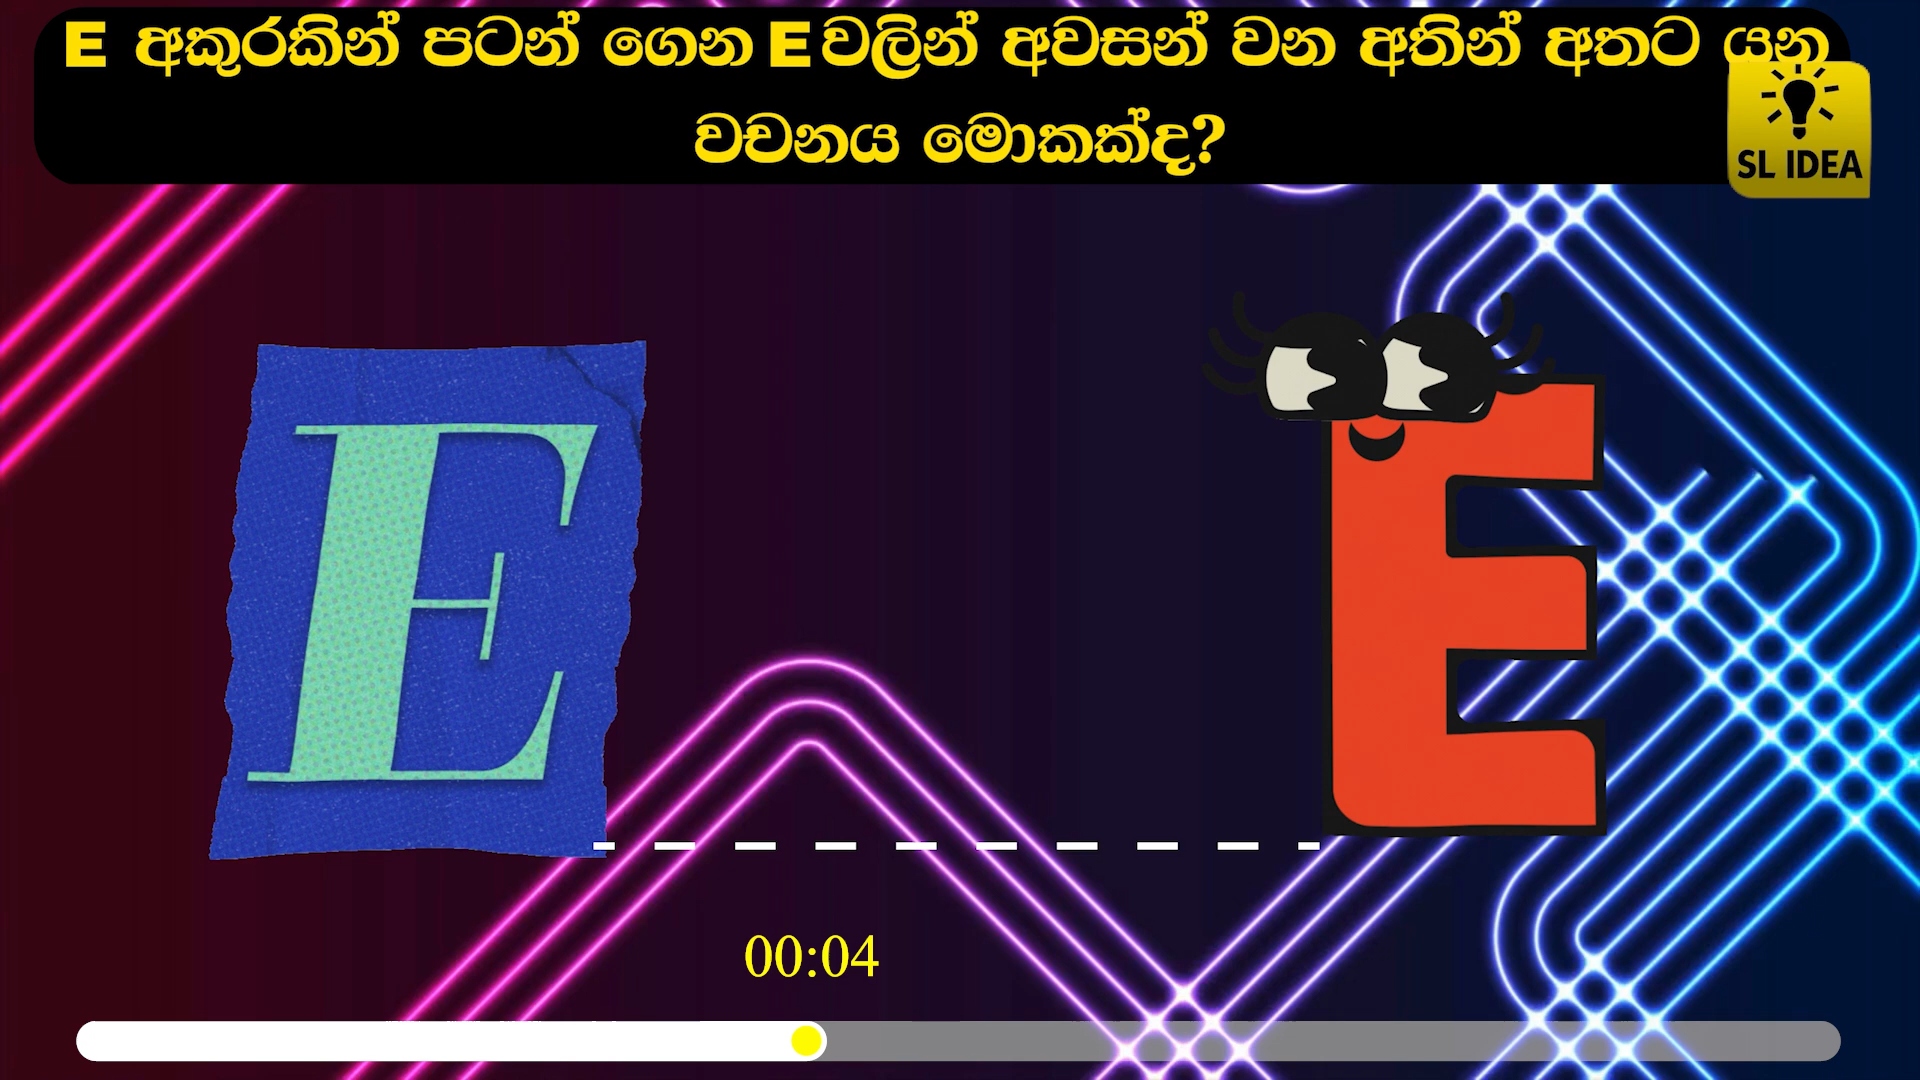 E අකුරකින් පටන් ගෙන E වලින් අවසන් වන අතින් අතට යන
වචනය මොකක්ද?
SL IDEA
E E
00:04